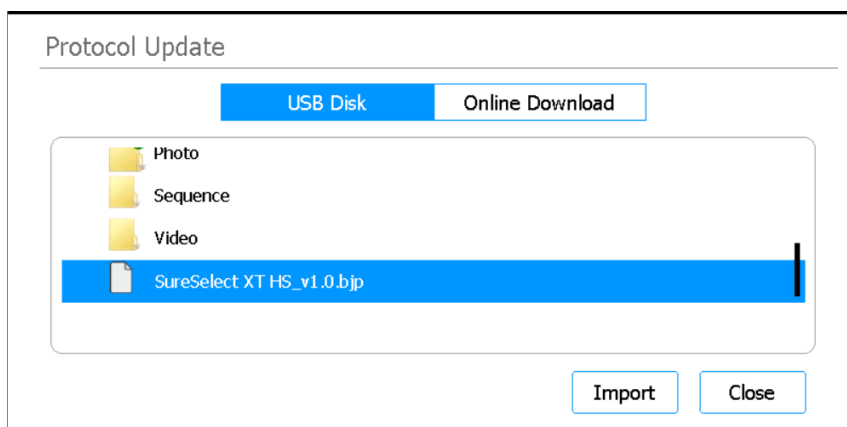 Protocol Update
USB Disk Online Download
Photo
Sequence
Video
SureSelect XT HS_v1.0.bjp
Import Close